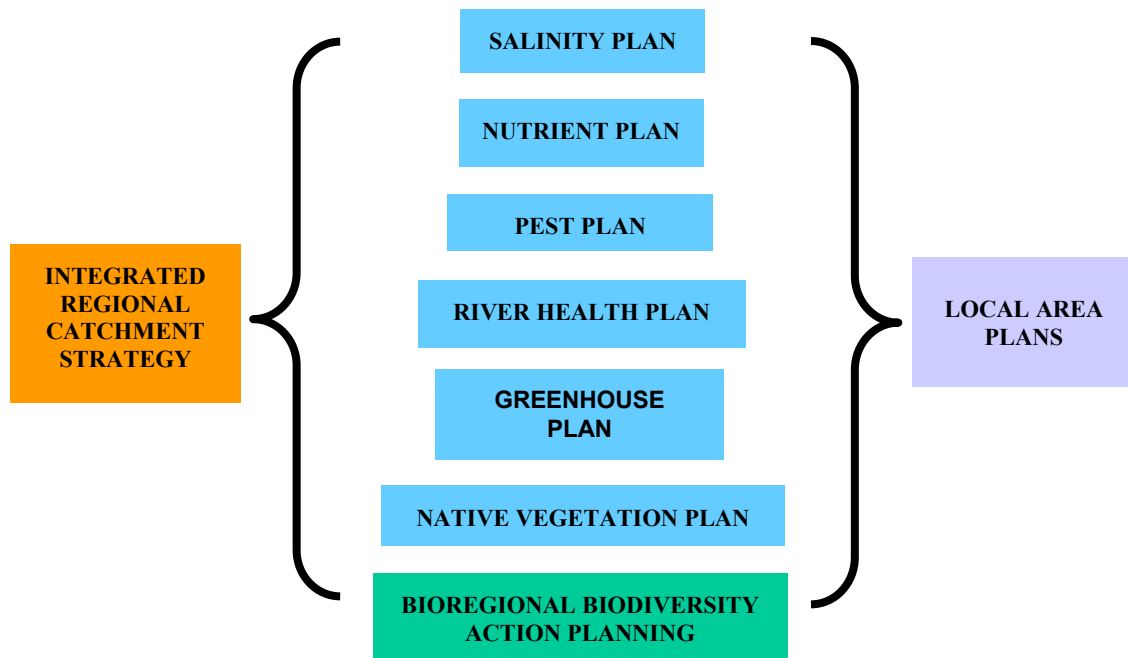 INTEGRATED
REGIONAL
CATCHMENT
STRATEGY
SALINITY PLAN
NUTRIENT PLAN
PEST PLAN
RIVER HEALTH PLAN
GREENHOUSE
PLAN
NATIVE VEGETATION PLAN
BIOREGIONAL BIODIVERSITY
ACTION PLANNING
LOCAL AREA
PLANS